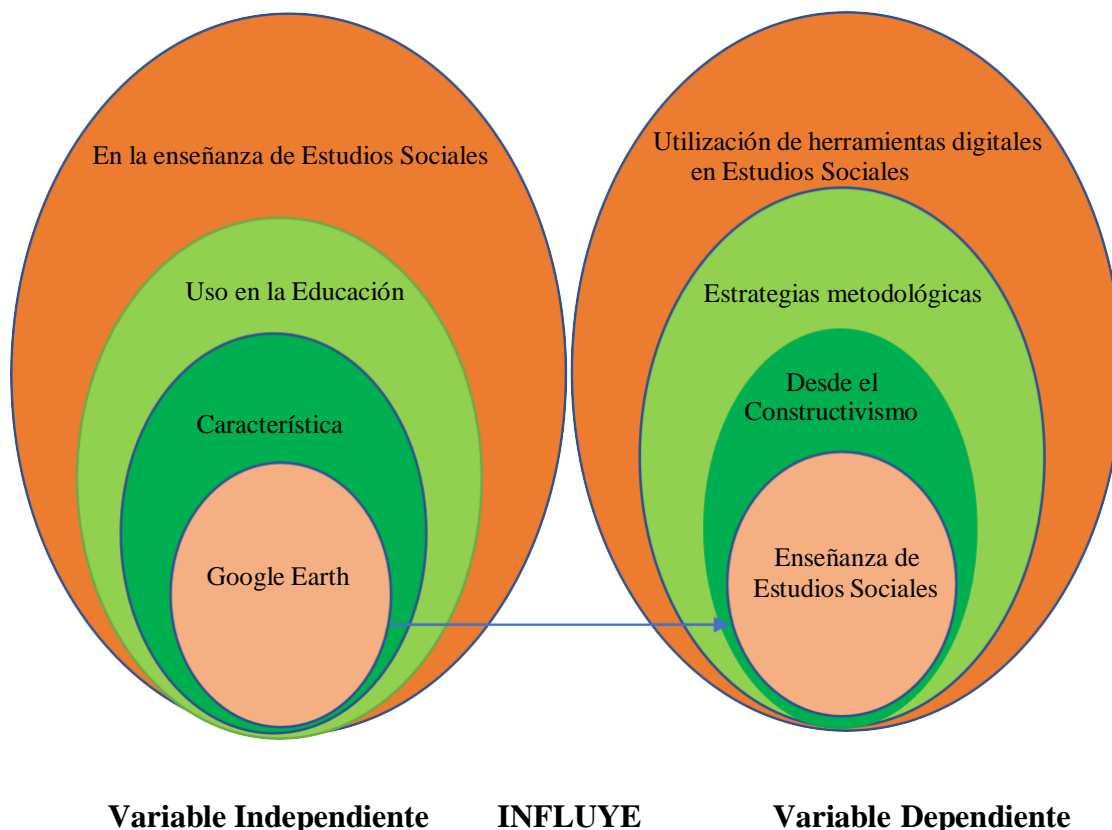 En la enseñanza de Estudios Sociales
Uso en la Educación
Característica
Google Earth
Utilización de herramientas digitales
en Estudios Sociales
Estrategias metodológicas
Desde el
Constructivismo
Enseñanza de
Estudios Sociales
Variable Independiente INFLUYE Variable Dependiente